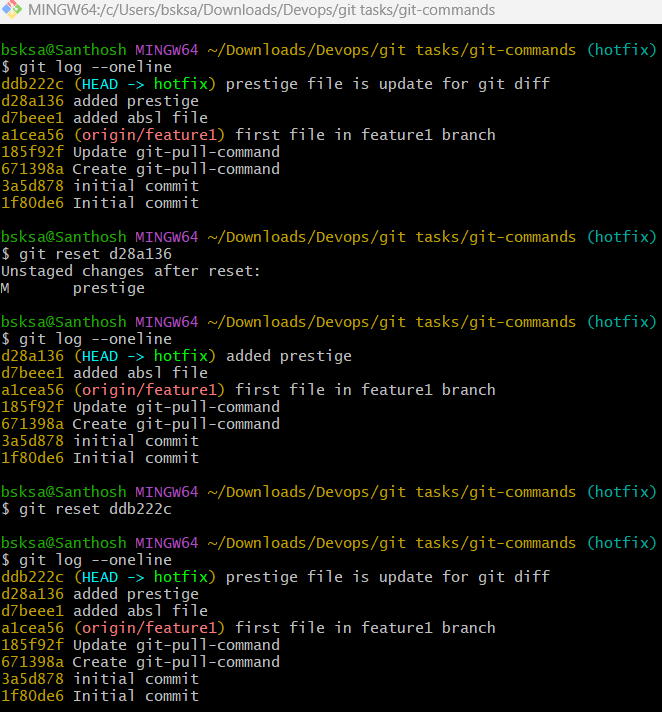 MINGW64:/c/Users/bsksa/Downloads/Devops/git tasks/git-commands
bsksa@Santhosh MINGW64 ~/Downloads/Devops/git tasks/git-commands (hotfix)
$ git log --oneline
ddb222c (HEAD -> hotfix) prestige file is update for git diff
d28a136 added prestige
d7beee1 added absl file
a1cea56 (origin/feature1) first file in feature1 branch
185f92f Update git-pull-command
671398a Create git-pull-command
3a5d878 initial commit
1f80de6 Initial commit
bsksa@Santhosh MINGW64 ~/Downloads/Devops/git tasks/git-commands (hotfix)
$ git reset d28a136
Unstaged changes after reset:
M       prestige
bsksa@Santhosh MINGW64 ~/Downloads/Devops/git tasks/git-commands (hotfix)
$ git log --oneline
d28a136 (HEAD -> hotfix) added prestige
d7beee1 added absl file
a1cea56 (origin/feature1) first file in feature1 branch
185f92f Update git-pull-command
671398a Create git-pull-command
3a5d878 initial commit
1f80de6 Initial commit
bsksa@Santhosh MINGW64 ~/Downloads/Devops/git tasks/git-commands (hotfix)
$ git reset ddb222c
bsksa@Santhosh MINGW64 ~/Downloads/Devops/git tasks/git-commands (hotfix)
$ git log --oneline
ddb222c (HEAD -> hotfix) prestige file is update for git diff
d28a136 added prestige
d7beee1 added absl file
a1cea56 (origin/feature1) first file in feature1 branch
185f92f Update git-pull-command
671398a Create git-pull-command
3a5d878 initial commit
1f80de6 Initial commit